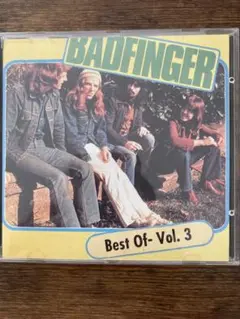 BADFINGER
Best Of- Vol. 3